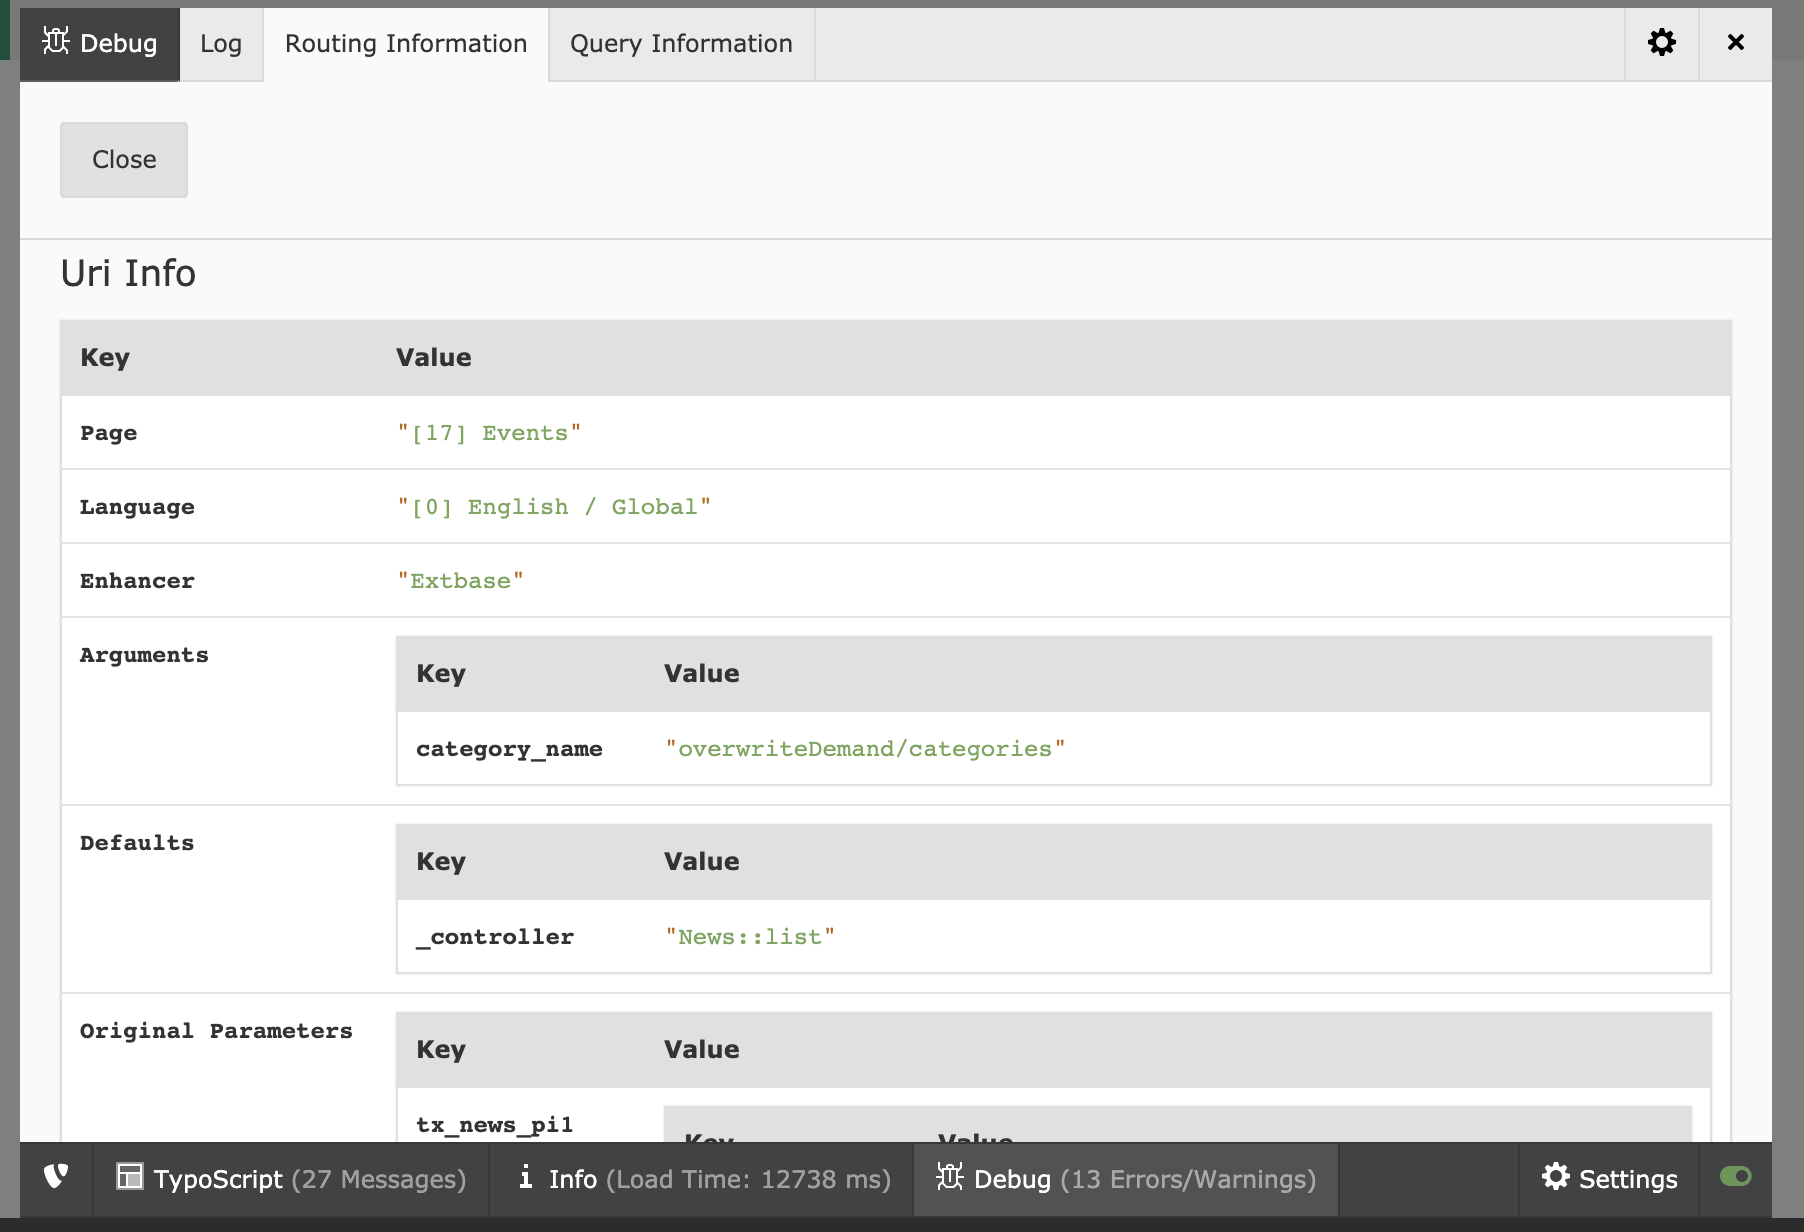 Debug Log Routing Information Query Information
Close
Uri Info
Key Value
Page "[17] Events"
Language "[0] English / Global"
Enhancer "Extbase"
Arguments
Key Value
category_name "overwriteDemand/categories"
Defaults
Key Value
_controller "News::list"
Original Parameters
Key Value
tx_news_pi1
Key Value
TypoScript (27 Messages) Info (Load Time: 12738 ms) Debug (13 Errors/Warnings) Settings